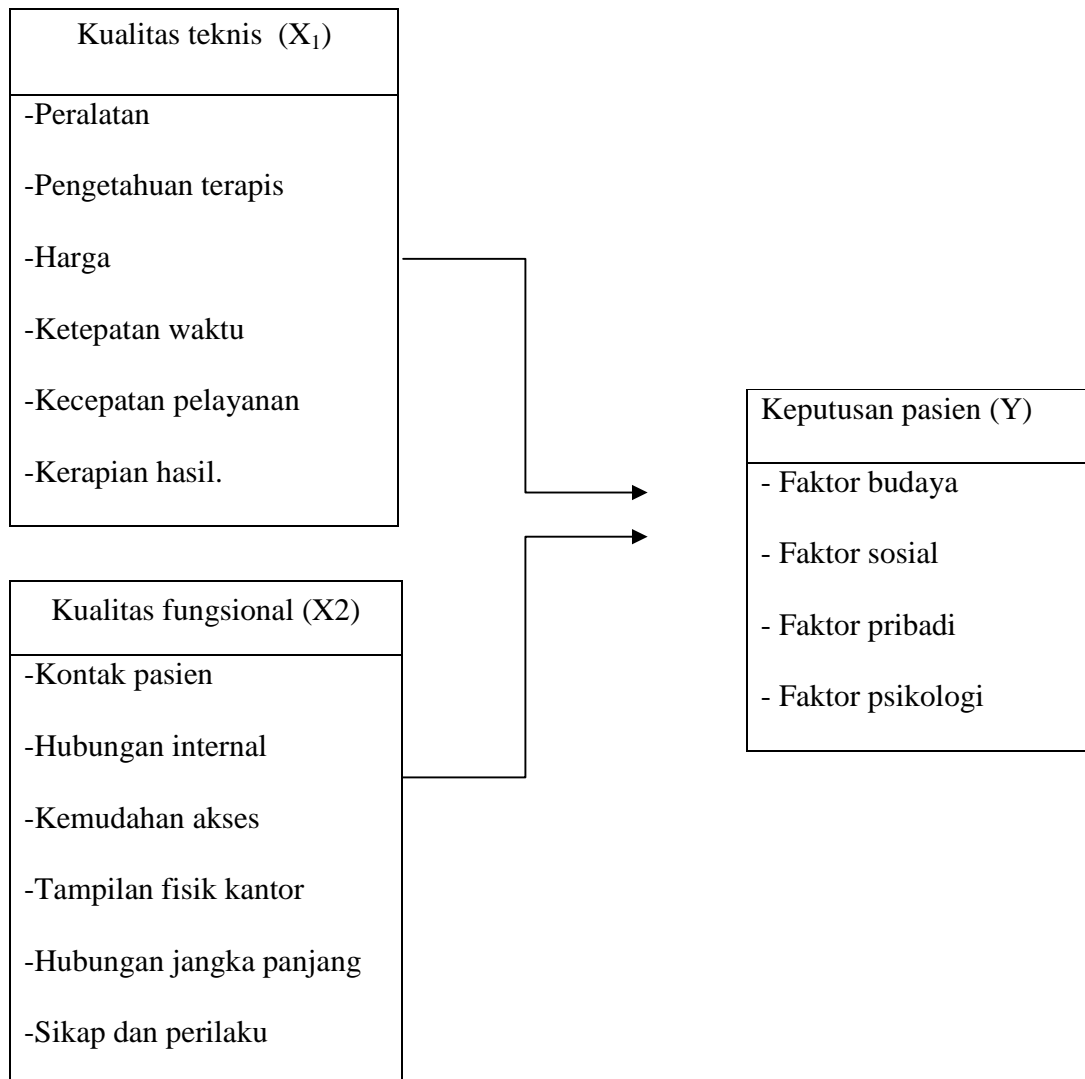 Kualitas teknis (X₁)
-Peralatan
-Pengetahuan terapis
-Harga
-Ketepatan waktu
-Kecepatan pelayanan
-Kerapian hasil.
Kualitas fungsional (X2)
-Kontak pasien
-Hubungan internal
-Kemudahan akses
-Tampilan fisik kantor
-Hubungan jangka panjang
-Sikap dan perilaku
Keputusan pasien (Y)
- Faktor budaya
- Faktor sosial
- Faktor pribadi
- Faktor psikologi